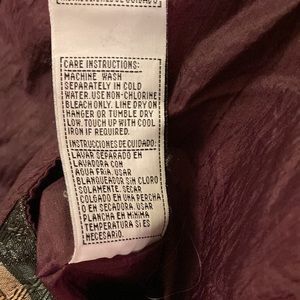 CARE INSTRUCTIONS:
MACHINE WASH
SEPARATELY IN COLD
WATER. USE NON-CHLORINE
BLEACH ONLY. LINE DRY ON
HANGER OR TUMBLE DRY
LOW. TOUCH UP WITH COOL
IRON IF REQUIRED.
INSTRUCCIONES DE CUIDADO:
LAVAR SEPARADO EN
LAVADORA CON
AGUA FRIA. USAR
BLANQUEADOR SIN CLORO
SOLAMENTE. SECAR
COLGADO EN UNA PERCHA
O EN SECADORA. USAR
PLANCHA EN MINIMA
TEMPERATURA SI ES
NECESARIO.